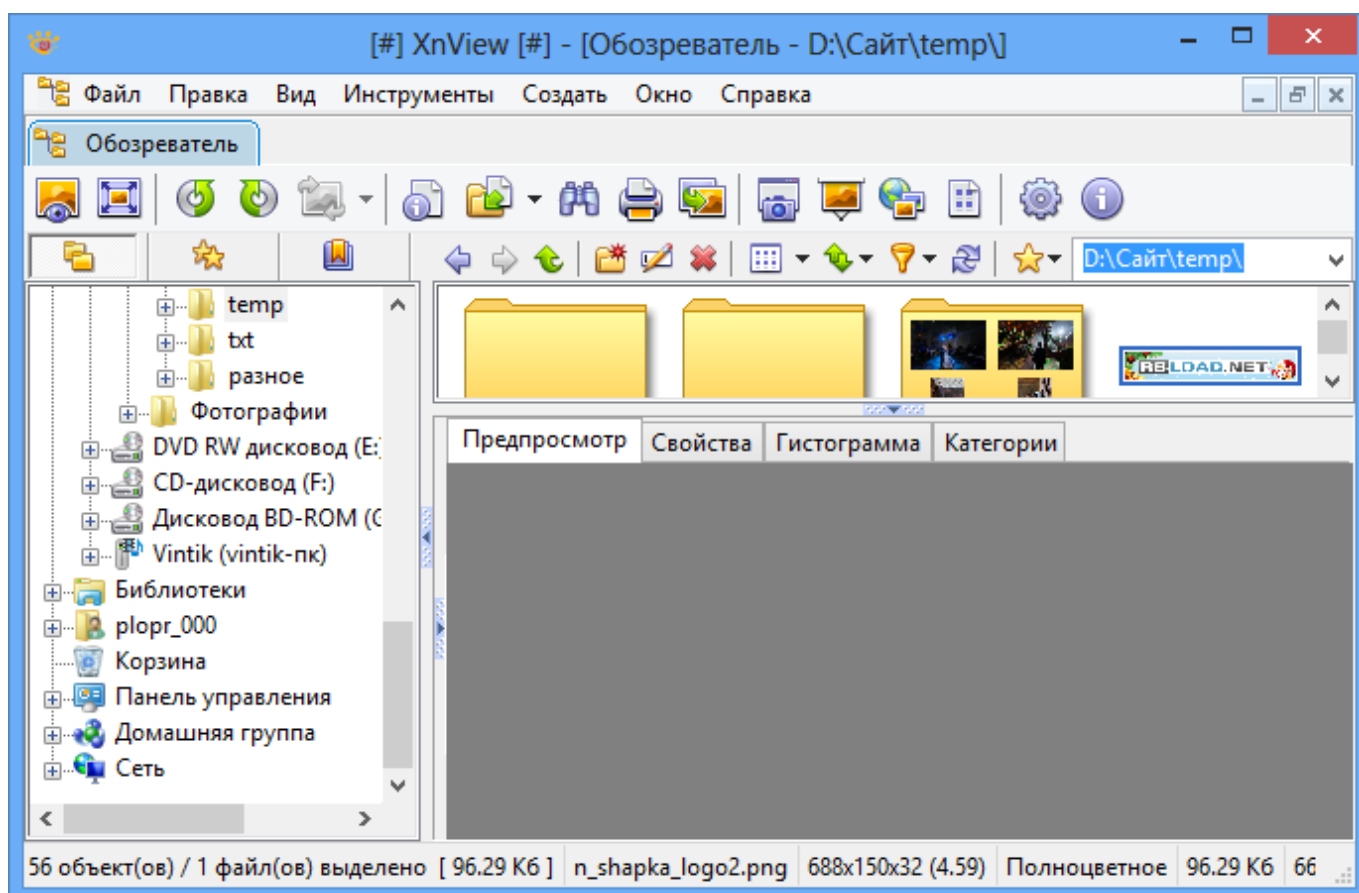 [#] XnView [#] - [Обозреватель - D:\Сайт\temp\]
Файл Правка Вид Инструменты Создать Окно Справка
Обозреватель
D:\Сайт\temp\
temp
txt
разное
Фотографии
DVD RW дисковод (E:
CD-дисковод (F:)
Дисковод BD-ROM (G
Vintik (vintik-пк)
Библиотеки
plopr_000
Корзина
Панель управления
Домашняя группа
Сеть
RE-LOAD.NET
Предпросмотр Свойства Гистограмма Категории
56 объект(ов) / 1 файл(ов) выделено [ 96.29 Кб ] n_shapka_logo2.png 688x150x32 (4.59) Полноцветное 96.29 Кб 66